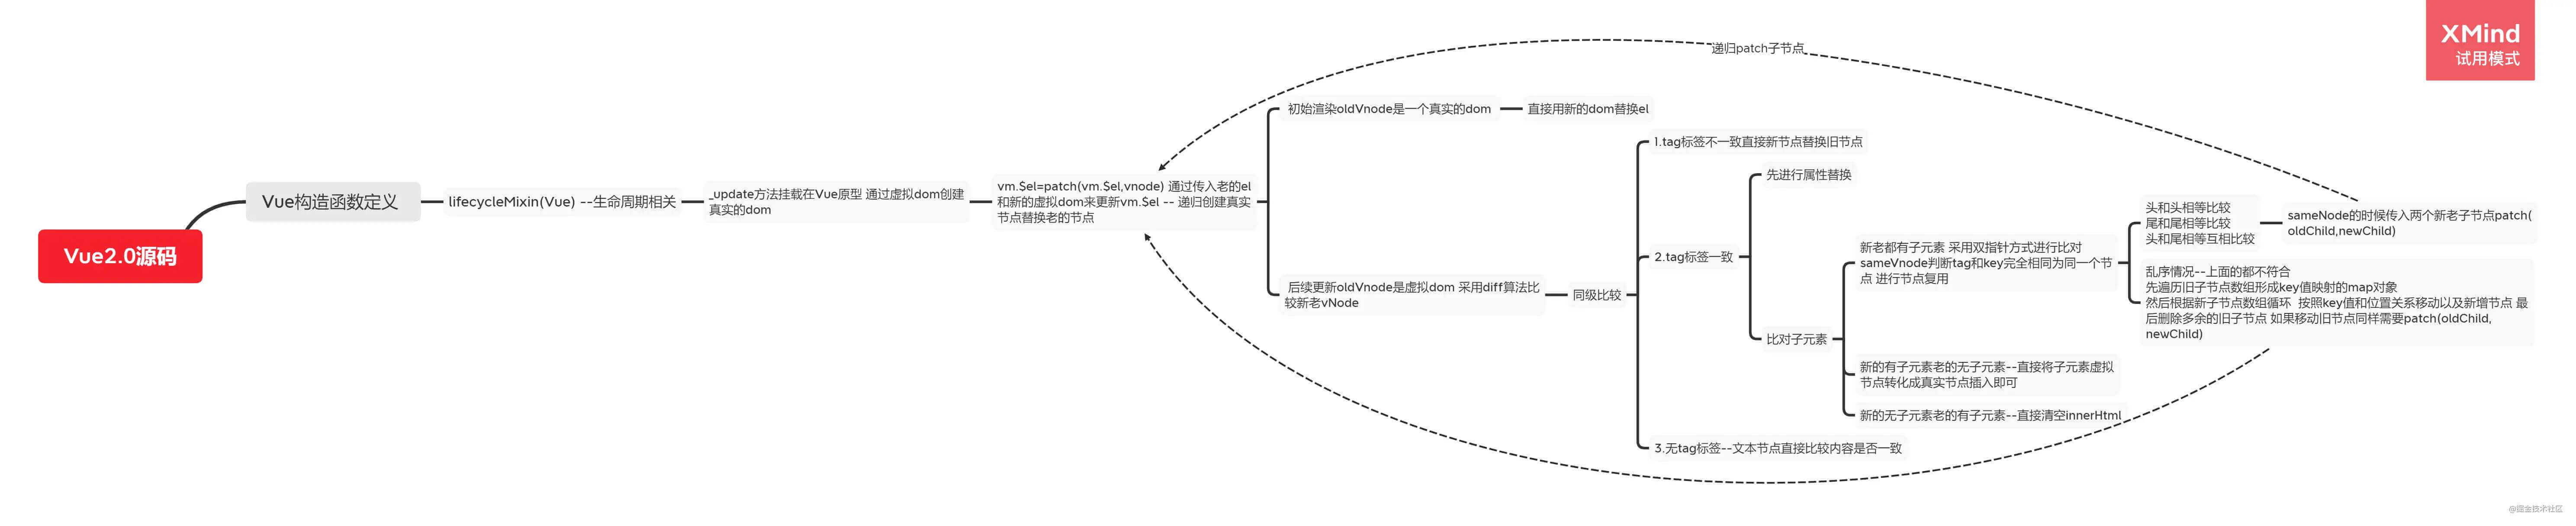 XMind
试用模式
递归patch子节点
Vue2.0源码
Vue构造函数定义
lifecycleMixin(Vue) --生命周期相关
_update方法挂载在Vue原型 通过虚拟dom创建
真实的dom
vm.$el=patch(vm.$el,vnode) 通过传入老的el
和新的虚拟dom来更新vm.$el -- 递归创建真实
节点替换老的节点
初始渲染oldVnode是一个真实的dom
直接用新的dom替换el
后续更新oldVnode是虚拟dom 采用diff算法比
较新老vNode
同级比较
1.tag标签不一致直接新节点替换旧节点
2.tag标签一致
先进行属性替换
比对子元素
新老都有子元素 采用双指针方式进行比对
sameVnode判断tag和key完全相同为同一个节
点 进行节点复用
头和头相等比较
尾和尾相等比较
头和尾相等互相比较
sameNode的时候传入两个新老子节点patch(
oldChild,newChild)
乱序情况--上面的都不符合
先遍历旧子节点数组形成key值映射的map对象
然后根据新子节点数组循环 按照key值和位置关系移动以及新增节点 最
后删除多余的旧子节点 如果移动旧节点同样需要patch(oldChild,
newChild)
新的有子元素老的无子元素--直接将子元素虚拟
节点转化成真实节点插入即可
新的无子元素老的有子元素--直接清空innerHtml
3.无tag标签--文本节点直接比较内容是否一致
@掘金技术社区